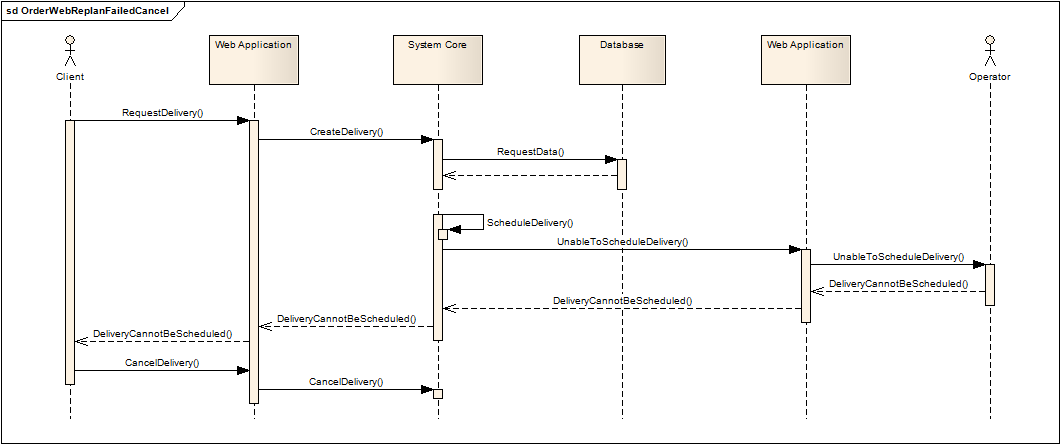 sd OrderWebReplanFailedCancel
Client
Web Application
System Core
Database
Web Application
Operator
RequestDelivery()
CreateDelivery()
RequestData()
ScheduleDelivery()
UnableToScheduleDelivery()
UnableToScheduleDelivery()
DeliveryCannotBeScheduled()
DeliveryCannotBeScheduled()
DeliveryCannotBeScheduled()
DeliveryCannotBeScheduled()
CancelDelivery()
CancelDelivery()